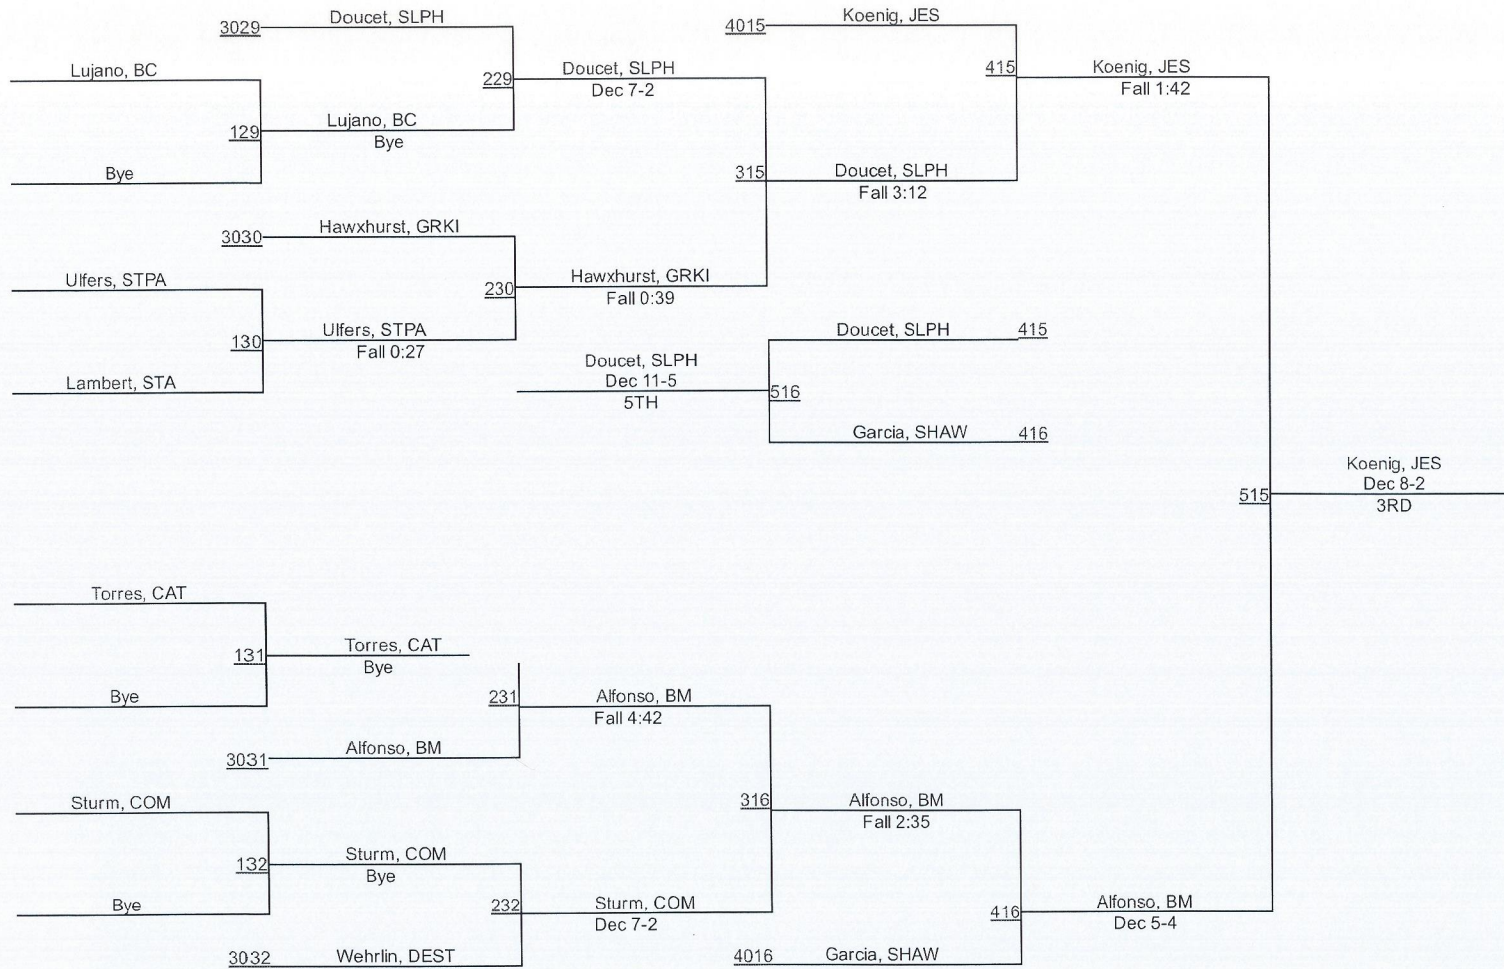 3029
Doucet, SLPH
4015
Koenig, JES
Lujano, BC
229
Doucet, SLPH
Dec 7-2
415
Koenig, JES
Fall 1:42
129
Lujano, BC
Bye
Bye
315
Doucet, SLPH
Fall 3:12
3030
Hawxhurst, GRKI
Ulfers, STPA
230
Hawxhurst, GRKI
Fall 0:39
130
Ulfers, STPA
Fall 0:27
Doucet, SLPH
415
Lambert, STA
Doucet, SLPH
Dec 11-5
5TH
516
Garcia, SHAW
416
515
Koenig, JES
Dec 8-2
3RD
Torres, CAT
131
Torres, CAT
Bye
Bye
231
Alfonso, BM
Fall 4:42
3031
Alfonso, BM
Sturm, COM
316
Alfonso, BM
Fall 2:35
132
Sturm, COM
Bye
Bye
232
Sturm, COM
Dec 7-2
416
Alfonso, BM
Dec 5-4
3032
Wehrlin, DEST
4016
Garcia, SHAW